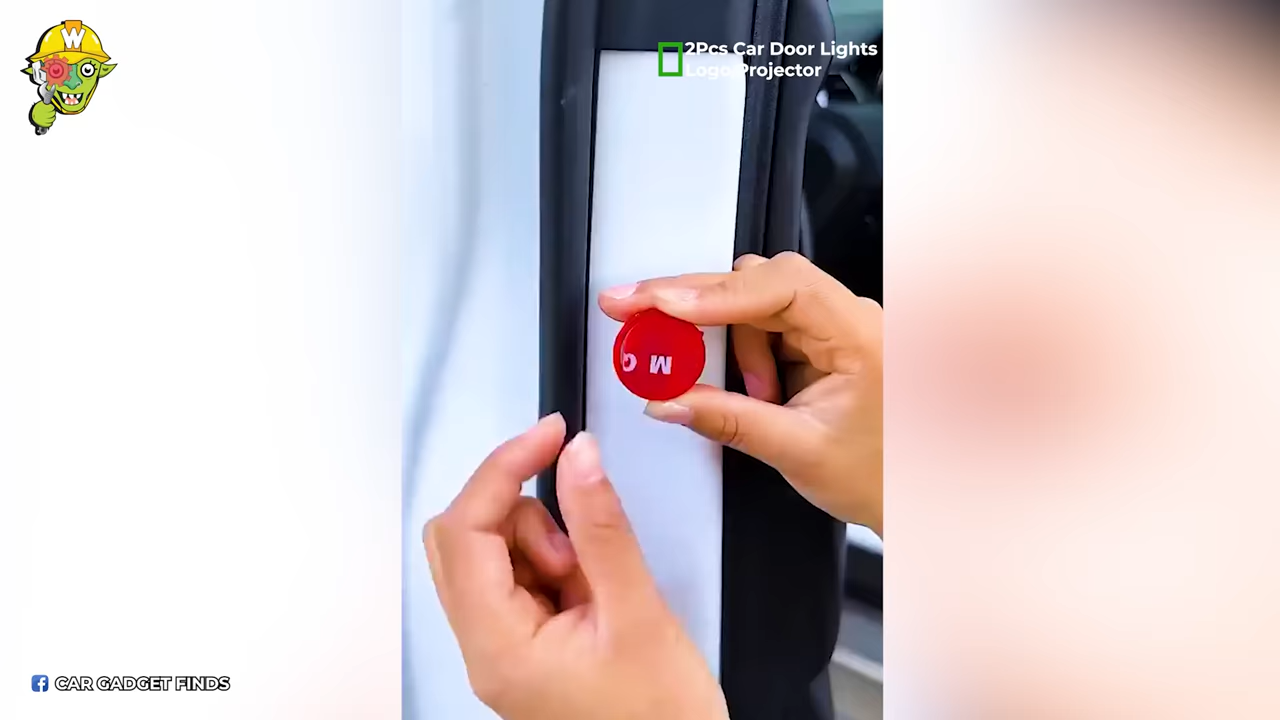 W
2Pcs Car Door Lights
Logo Projector
M
CAR GADGET FINDS